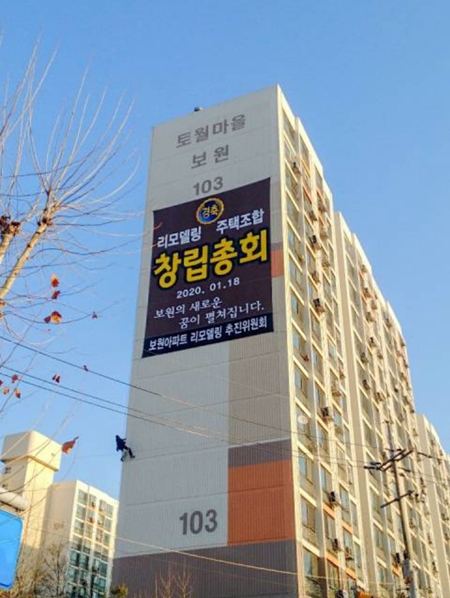 토월마을
보원
103
경축
리모델링 주택조합
창립총회
2020. 01. 18
보원의 새로운
꿈이 펼쳐집니다.
보원아파트 리모델링 추진위원회
103